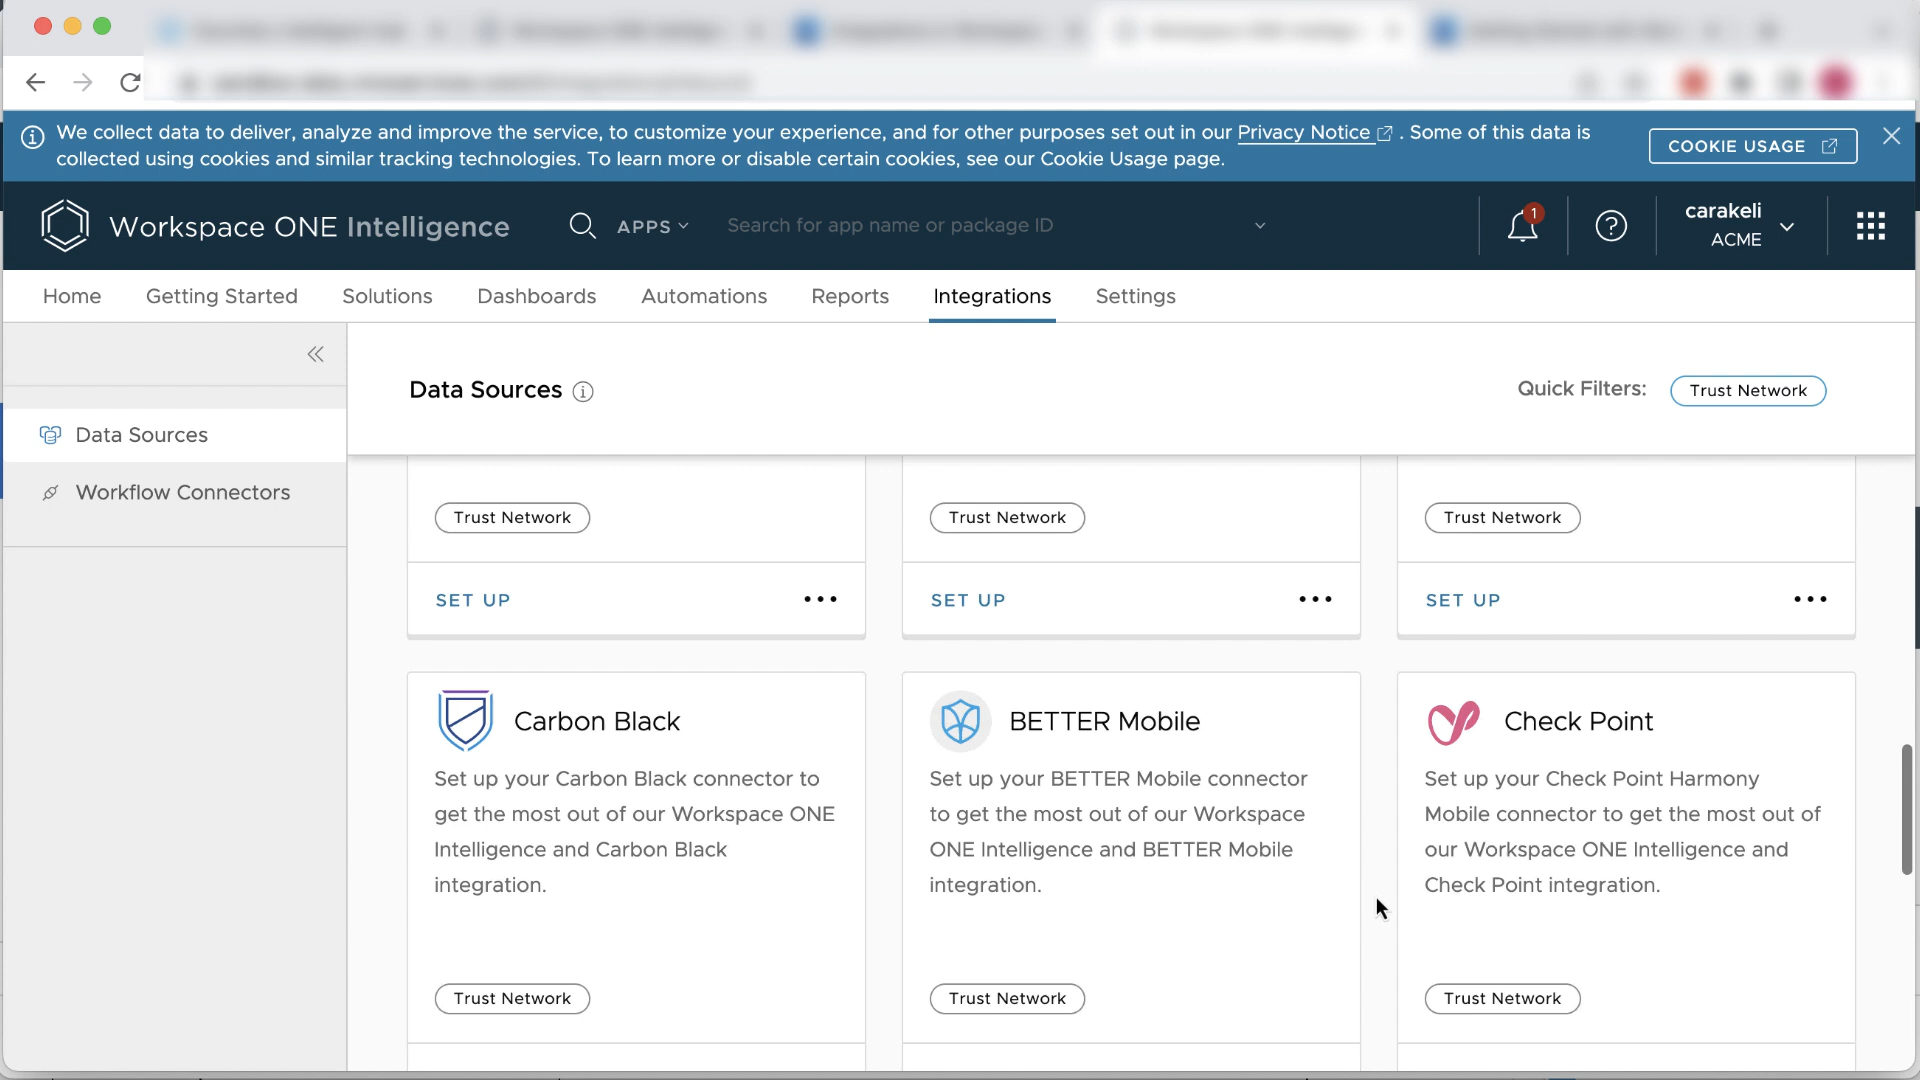 We collect data to deliver, analyze and improve the service, to customize your experience, and for other purposes set out in our Privacy Notice . Some of this data is
collected using cookies and similar tracking technologies. To learn more or disable certain cookies, see our Cookie Usage page.
COOKIE USAGE
Workspace ONE Intelligence
APPS
Search for app name or package ID
1
carakeli
ACME
Home
Getting Started
Solutions
Dashboards
Automations
Reports
Integrations
Settings
Data Sources
Workflow Connectors
Data Sources
Quick Filters:
Trust Network
Trust Network
Trust Network
Trust Network
SET UP
SET UP
SET UP
Carbon Black
Set up your Carbon Black connector to
get the most out of our Workspace ONE
Intelligence and Carbon Black
integration.
Trust Network
BETTER Mobile
Set up your BETTER Mobile connector
to get the most out of our Workspace
ONE Intelligence and BETTER Mobile
integration.
Trust Network
Check Point
Set up your Check Point Harmony
Mobile connector to get the most out of
our Workspace ONE Intelligence and
Check Point integration.
Trust Network